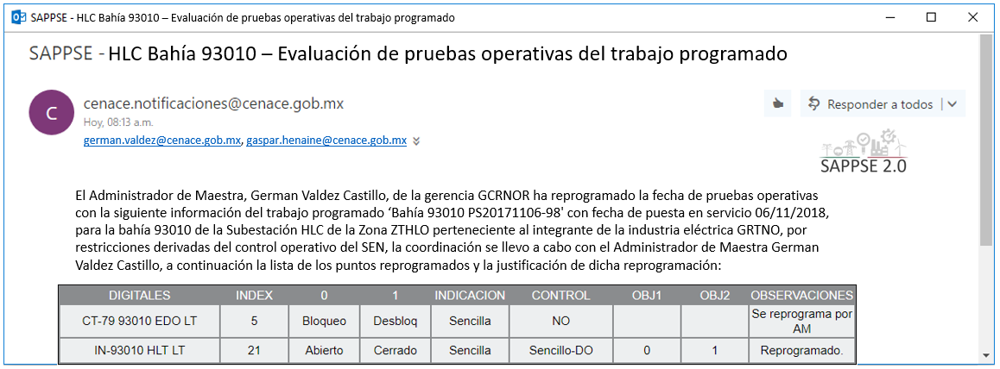 SAPPSE - HLC Bahía 93010 – Evaluación de pruebas operativas del trabajo programado
SAPPSE - HLC Bahía 93010 – Evaluación de pruebas operativas del trabajo programado
C
cenace.notificaciones@cenace.gob.mx
Responder a todos
Hoy, 08:13 a.m.
german.valdez@cenace.gob.mx, gaspar.henaine@cenace.gob.mx
SAPPSE 2.0
El Administrador de Maestra, German Valdez Castillo, de la gerencia GCRNOR ha reprogramado la fecha de pruebas operativas
con la siguiente información del trabajo programado ‘Bahía 93010 PS20171106-98' con fecha de puesta en servicio 06/11/2018,
para la bahía 93010 de la Subestación HLC de la Zona ZTHLO perteneciente al integrante de la industria eléctrica GRTNO, por
restricciones derivadas del control operativo del SEN, la coordinación se llevo a cabo con el Administrador de Maestra German
Valdez Castillo, a continuación la lista de los puntos reprogramados y la justificación de dicha reprogramación:
DIGITALES INDEX 0 1 INDICACION CONTROL OBJ1 OBJ2 OBSERVACIONES
CT-79 93010 EDO LT 5 Bloqueo Desbloq Sencilla NO Se reprograma por
AM
IN-93010 HLT LT 21 Abierto Cerrado Sencilla Sencillo-DO 0 1 Reprogramado.